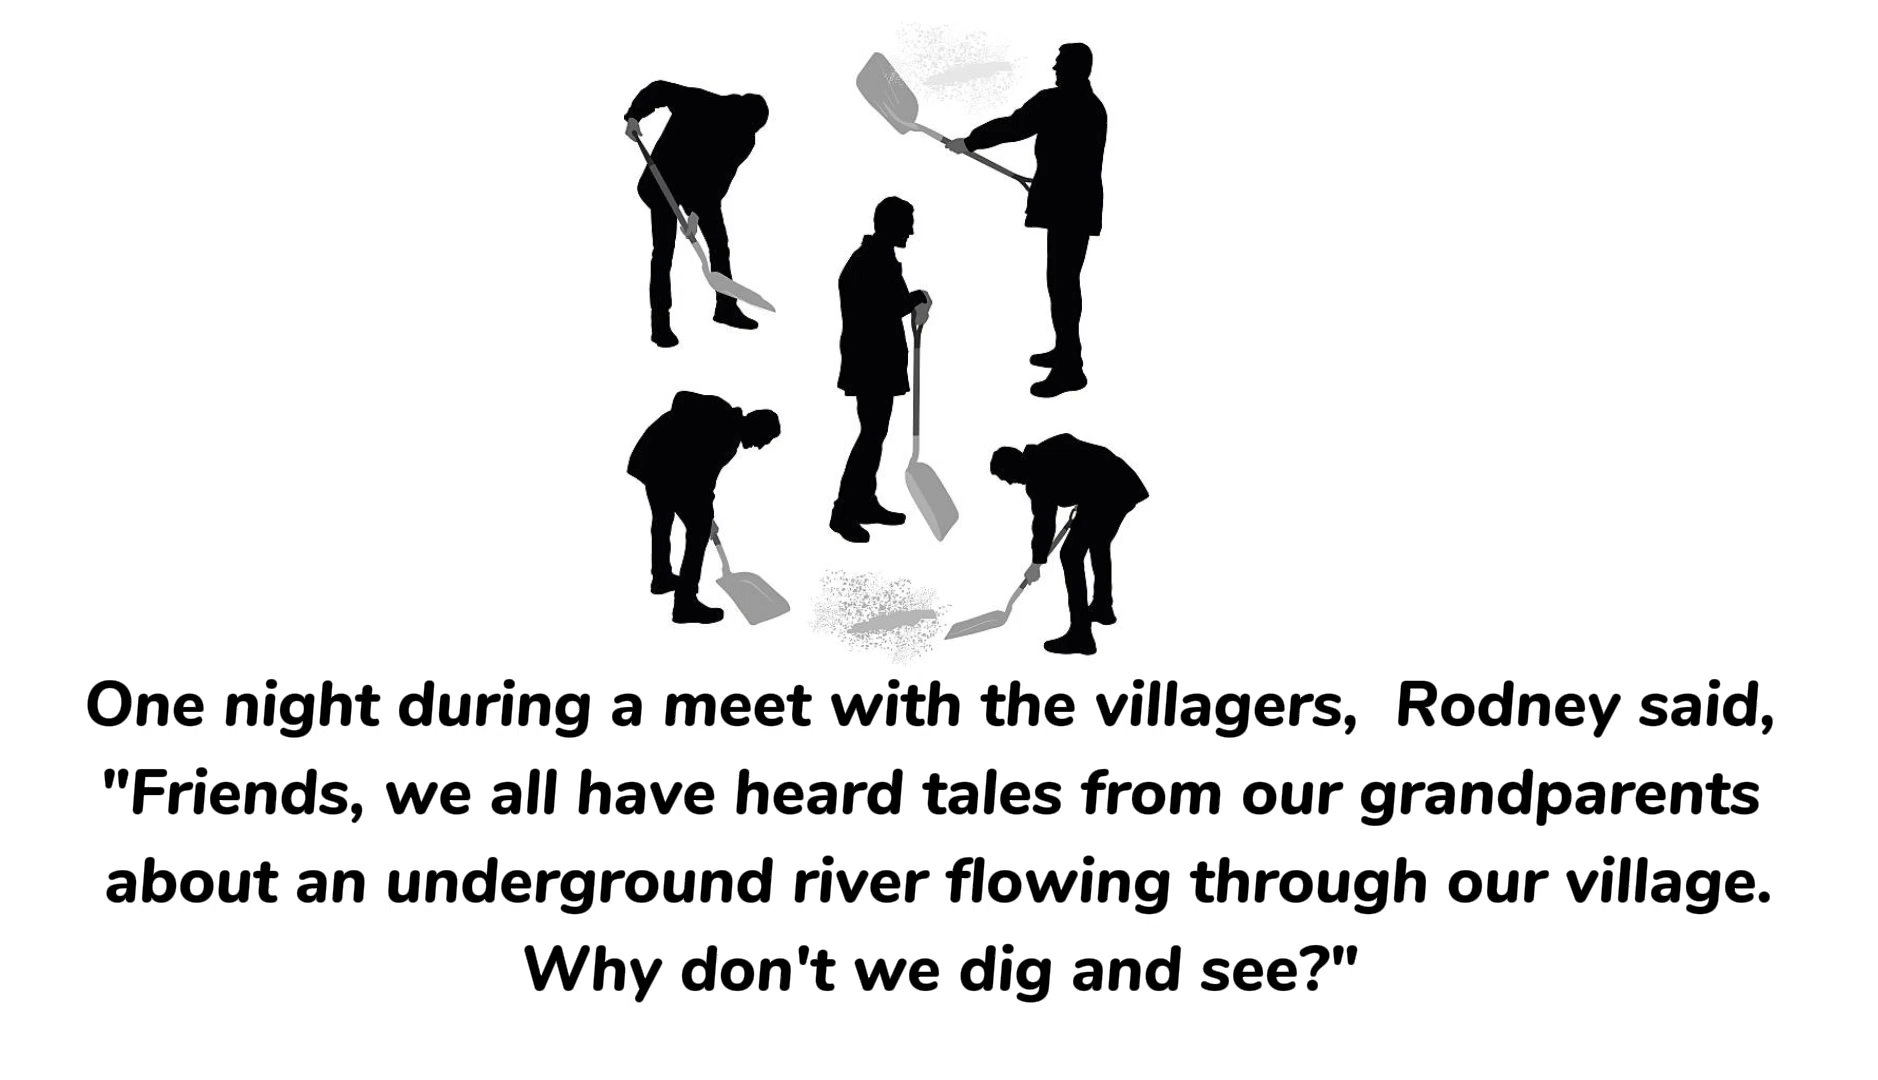 One night during a meet with the villagers,  Rodney said,
"Friends, we all have heard tales from our grandparents
about an underground river flowing through our village.
Why don't we dig and see?"